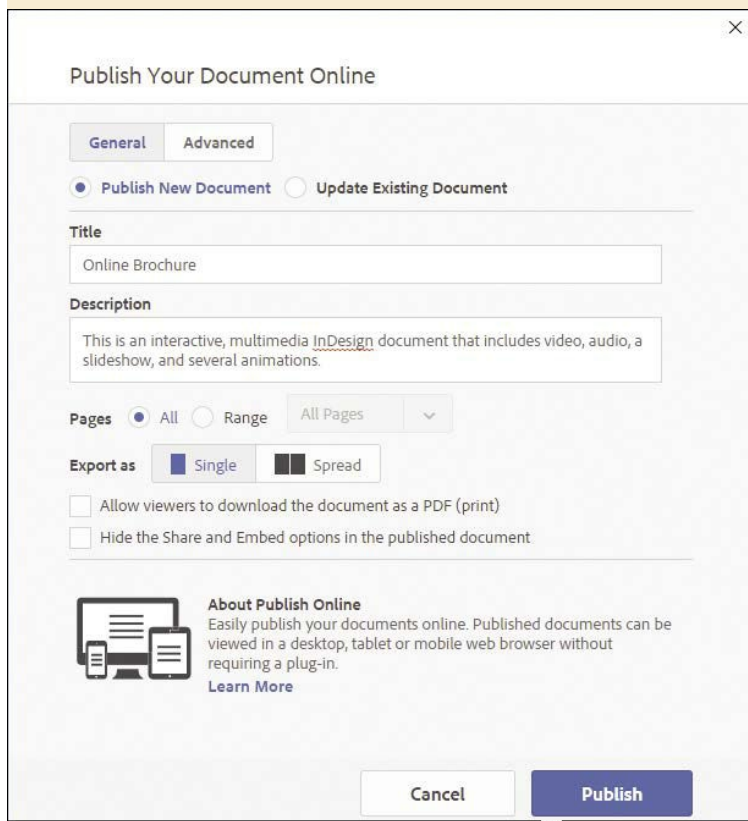 Publish Your Document Online
General Advanced
Publish New Document Update Existing Document
Title
Online Brochure
Description
This is an interactive, multimedia InDesign document that includes video, audio, a
slideshow, and several animations.
Pages All Range All Pages
Export as Single Spread
Allow viewers to download the document as a PDF (print)
Hide the Share and Embed options in the published document
About Publish Online
Easily publish your documents online. Published documents can be
viewed in a desktop, tablet or mobile web browser without
requiring a plug-in.
Learn More
Cancel Publish